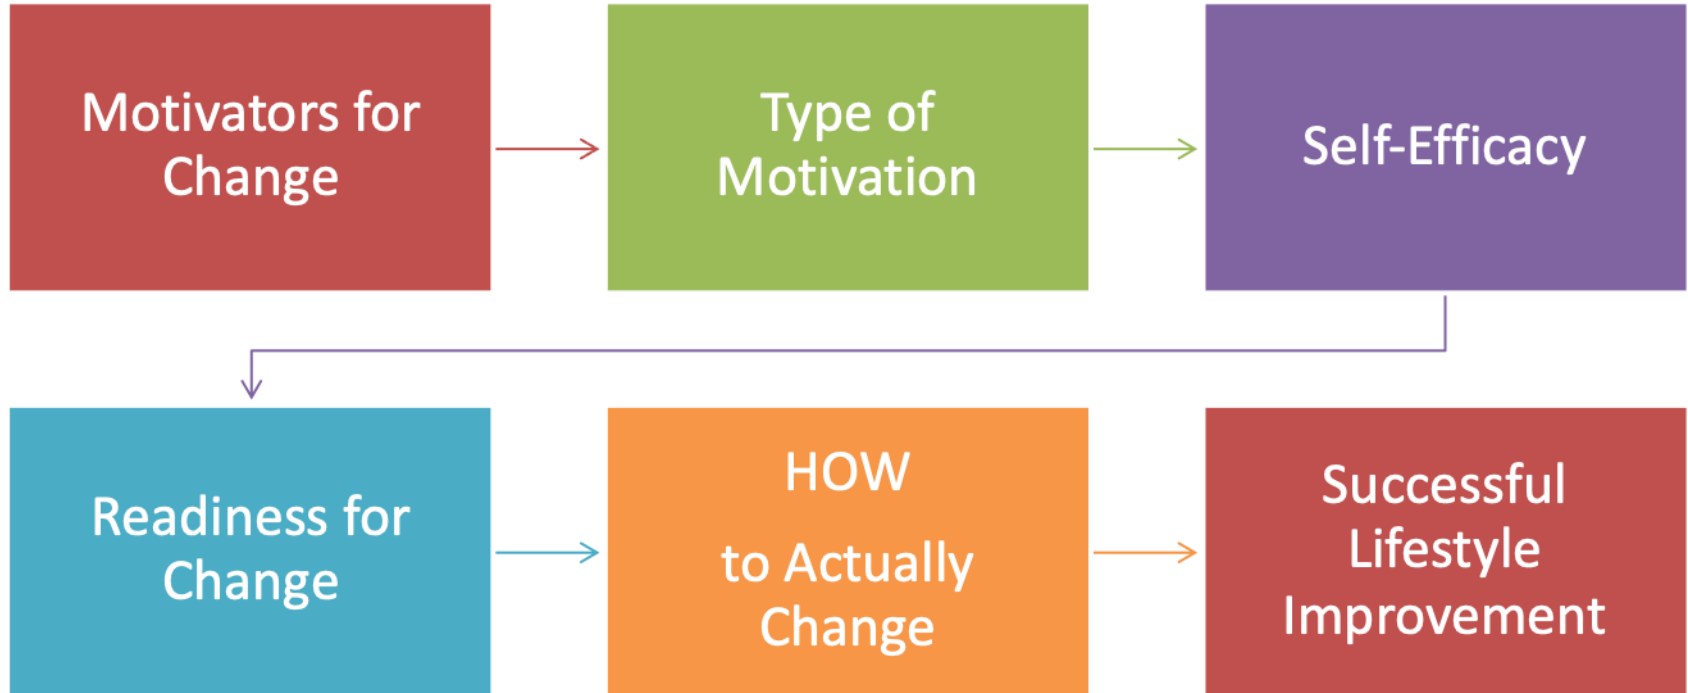 Motivators for
Change
Type of
Motivation
Self-Efficacy
Readiness for
Change
HOW
to Actually
Change
Successful
Lifestyle
Improvement